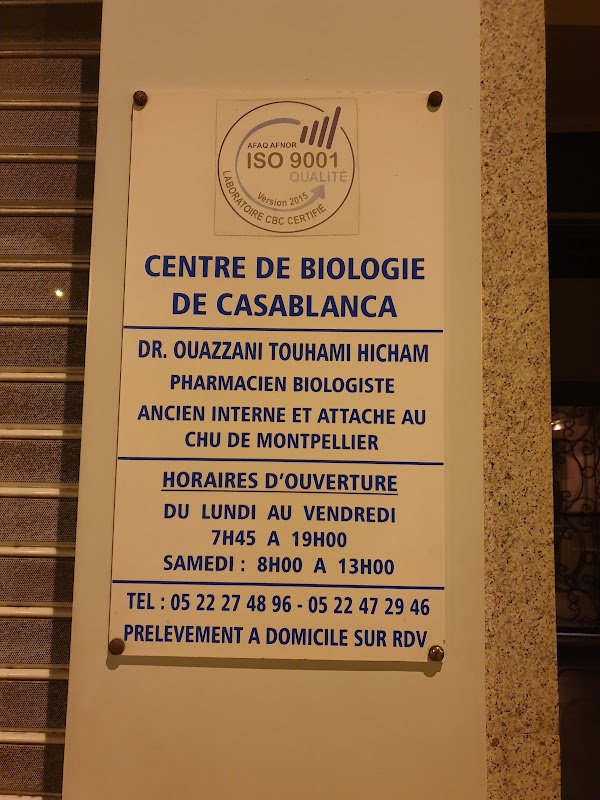 AFAQ AFNOR
ISO 9001
QUALITÉ
Version 2015
LABORATOIRE CBC CERTIFIÉ
CENTRE DE BIOLOGIE
DE CASABLANCA
DR. OUAZZANI TOUHAMI HICHAM
PHARMACIEN BIOLOGISTE
ANCIEN INTERNE ET ATTACHE AU
CHU DE MONTPELLIER
HORAIRES D'OUVERTURE
DU LUNDI AU VENDREDI
7H45 A 19H00
SAMEDI : 8H00 A 13H00
TEL : 05 22 27 48 96 - 05 22 47 29 46
PRELEVEMENT A DOMICILE SUR RDV